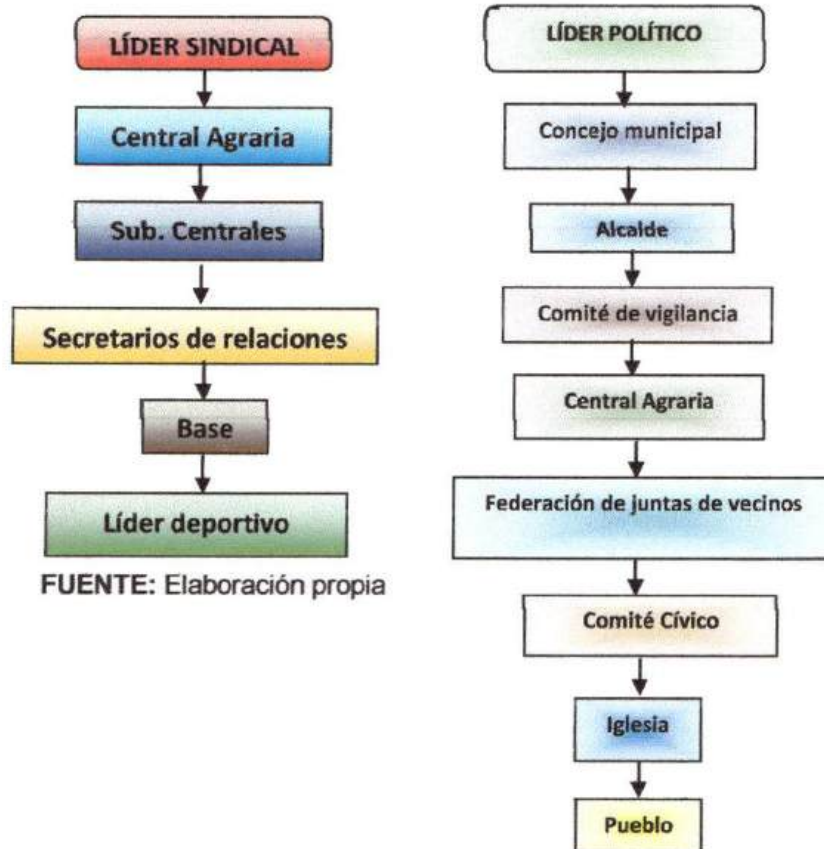 LÍDER SINDICAL
Central Agraria
Sub. Centrales
Secretarios de relaciones
Base
Líder deportivo
FUENTE: Elaboración propia
LÍDER POLÍTICO
Concejo municipal
Alcalde
Comité de vigilancia
Central Agraria
Federación de juntas de vecinos
Comité Cívico
Iglesia
Pueblo